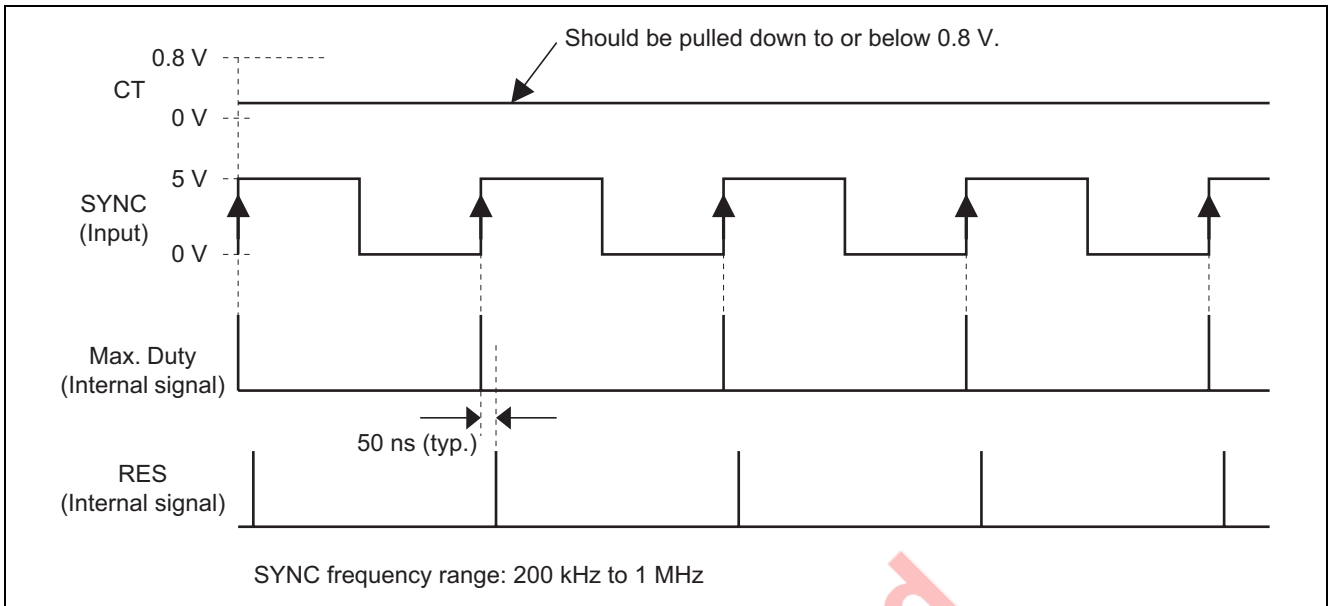 Should be pulled down to or below 0.8 V.
0.8 V
CT
0 V
5 V
SYNC
(Input)
0 V
Max. Duty
(Internal signal)
50 ns (typ.)
RES
(Internal signal)
SYNC frequency range: 200 kHz to 1 MHz